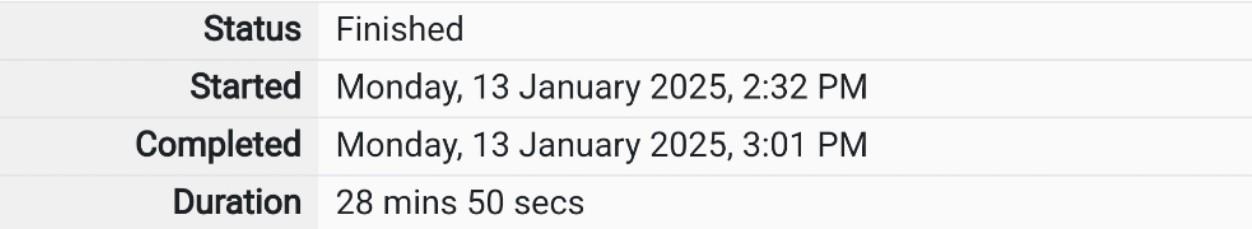 Status Finished
Started Monday, 13 January 2025, 2:32 PM
Completed Monday, 13 January 2025, 3:01 PM
Duration 28 mins 50 secs